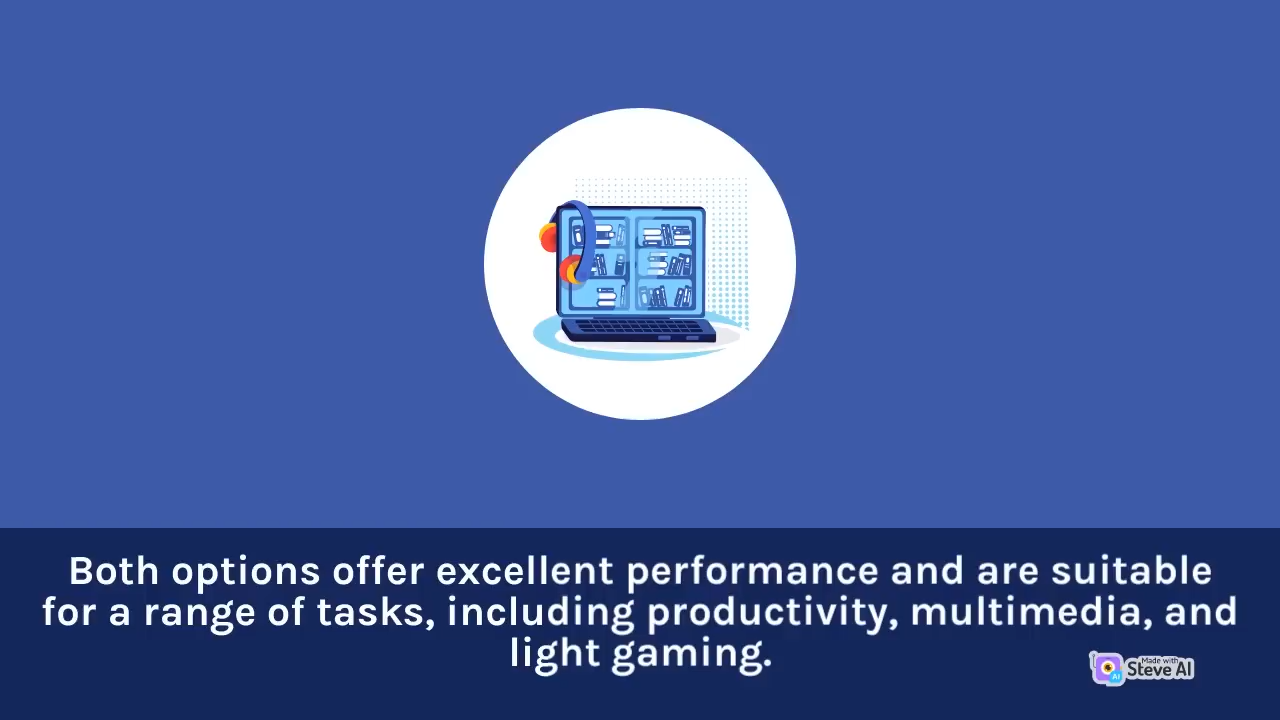 Both options offer excellent performance and are suitable
for a range of tasks, including productivity, multimedia, and
light gaming.
Made with
Steve AI
AI